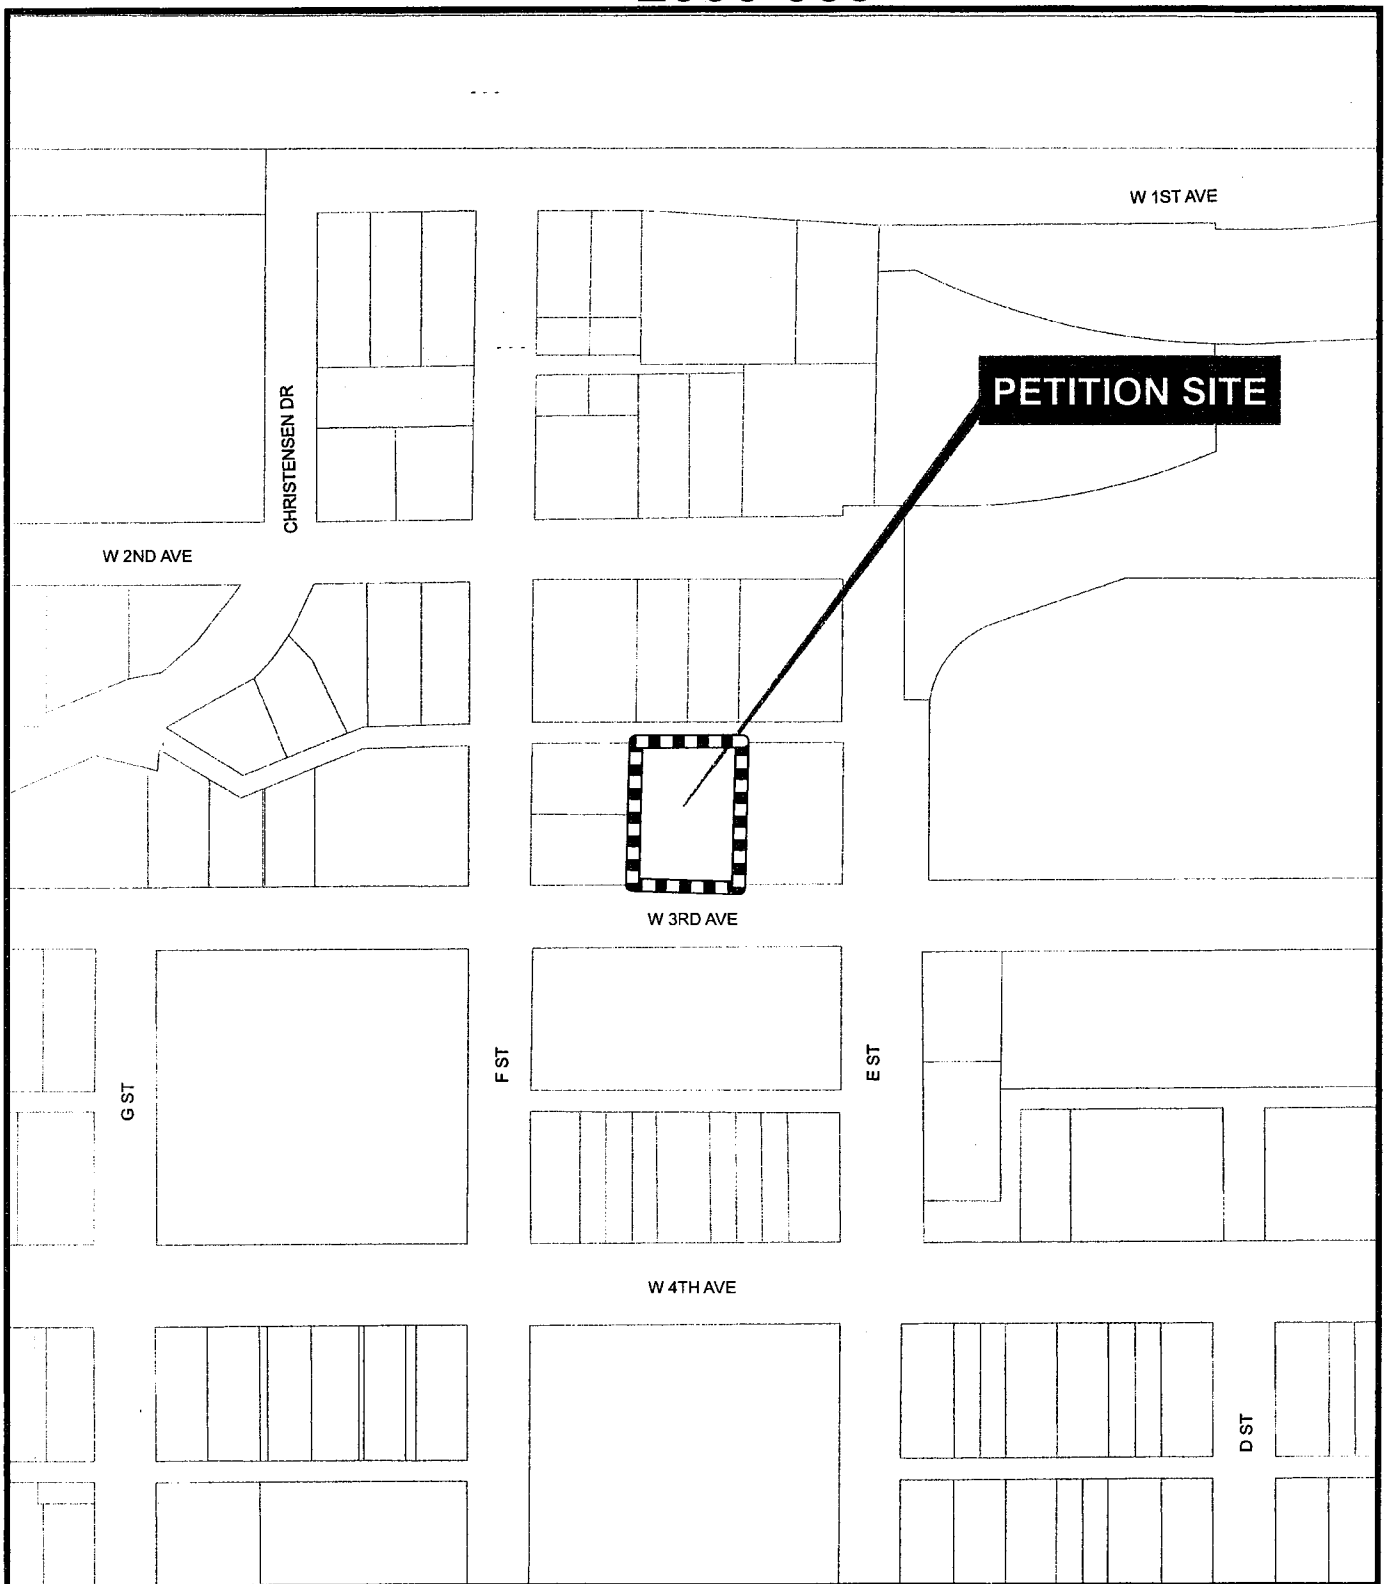 W 1ST AVE
PETITION SITE
CHRISTENSEN DR
W 2ND AVE
W 3RD AVE
F ST
E ST
G ST
W 4TH AVE
D ST